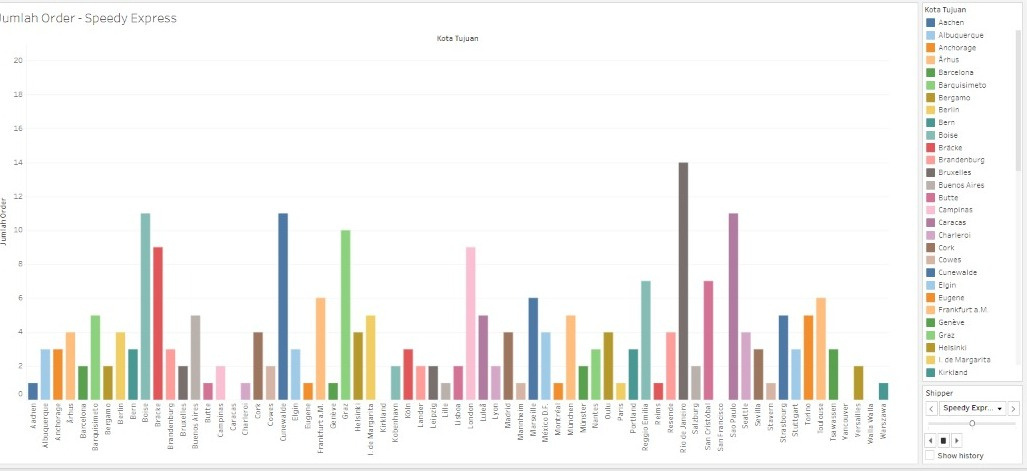 Jumlah Order - Speedy Express
Kota Tujuan
20
18
16
14
12
10
8
6
4
2
0
Jumlah Order
Aachen
Albuquerque
Anchorage
Århus
Barcelona
Barquisimeto
Bergamo
Berlin
Bern
Boise
Bräcke
Brandenburg
Bruxelles
Buenos Aires
Butte
Campinas
Caracas
Charleroi
Cork
Cowes
Cunewalde
Elgin
Eugene
Frankfurt a.M.
Genève
Graz
Helsinki
I. de Margarita
Kirkland
København
Köln
Lander
Leipzig
Lille
Lisboa
London
Luleå
Lyon
Madrid
Mannheim
Marseille
México D.F.
Montréal
München
Münster
Nantes
Oulu
Paris
Portland
Reggio Emilia
Reims
Resende
Rio de Janeiro
Salzburg
San Cristóbal
San Francisco
Sao Paulo
Seattle
Sevilla
Stavern
Strasbourg
Stuttgart
Torino
Toulouse
Tsawassen
Vancouver
Versailles
Walla Walla
Warszawa
Kota Tujuan
Aachen
Albuquerque
Anchorage
Århus
Barcelona
Barquisimeto
Bergamo
Berlin
Bern
Boise
Bräcke
Brandenburg
Bruxelles
Buenos Aires
Butte
Campinas
Caracas
Charleroi
Cork
Cowes
Cunewalde
Elgin
Eugene
Frankfurt a.M.
Genève
Graz
Helsinki
I. de Margarita
Kirkland
Shipper
Speedy Expr...
Show history